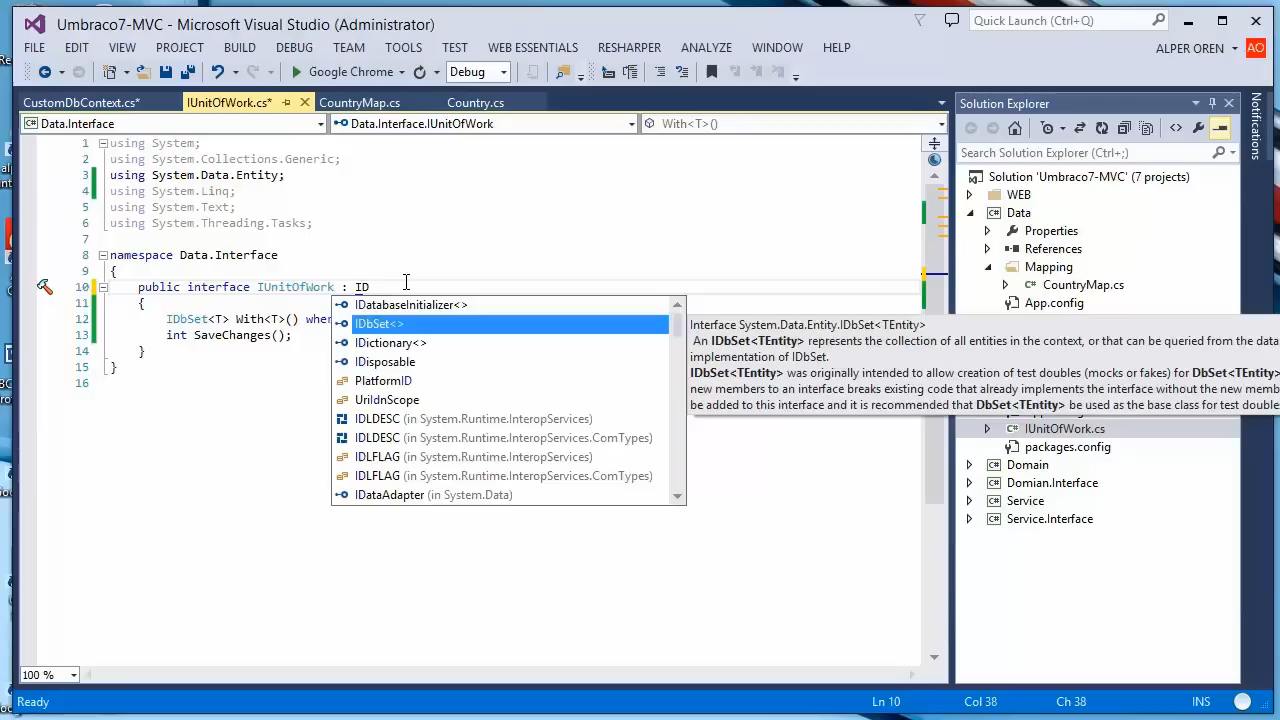 Umbraco7-MVC - Microsoft Visual Studio (Administrator)
Quick Launch (Ctrl+Q)
FILE EDIT VIEW PROJECT BUILD DEBUG TEAM TOOLS TEST WEB ESSENTIALS RESHARPER ANALYZE WINDOW HELP
ALPER OREN AO
Google Chrome Debug
CustomDbContext.cs* IUnitOfWork.cs* CountryMap.cs Country.cs
Data.Interface Data.Interface.IUnitOfWork With<T>()
1 using System;
2 using System.Collections.Generic;
3 using System.Data.Entity;
4 using System.Linq;
5 using System.Text;
6 using System.Threading.Tasks;
7
8 namespace Data.Interface
9 {
10 public interface IUnitOfWork : ID
11 {
12 IDbSet<T> With<T>() when
13 int SaveChanges();
14 }
15 }
16
IDatabaseInitializer<>
IDbSet<>
IDictionary<>
IDisposable
PlatformID
UriIdnScope
IDLDESC (in System.Runtime.InteropServices)
IDLDESC (in System.Runtime.InteropServices.ComTypes)
IDLFLAG (in System.Runtime.InteropServices)
IDLFLAG (in System.Runtime.InteropServices.ComTypes)
IDataAdapter (in System.Data)
Interface System.Data.Entity.IDbSet<TEntity>
An IDbSet<TEntity> represents the collection of all entities in the context, or that can be queried from the data
implementation of IDbSet.
IDbSet<TEntity> was originally intended to allow creation of test doubles (mocks or fakes) for DbSet<TEntity>
new members to an interface breaks existing code that already implements the interface without the new memb
be added to this interface and it is recommended that DbSet<TEntity> be used as the base class for test double
Solution Explorer
Search Solution Explorer (Ctrl+;)
Solution 'Umbraco7-MVC' (7 projects)
WEB
Data
Properties
References
Mapping
CountryMap.cs
App.config
IUnitOfWork.cs
packages.config
Domain
Domian.Interface
Service
Service.Interface
Notifications
100 %
Ready Ln 10 Col 38 Ch 38 INS